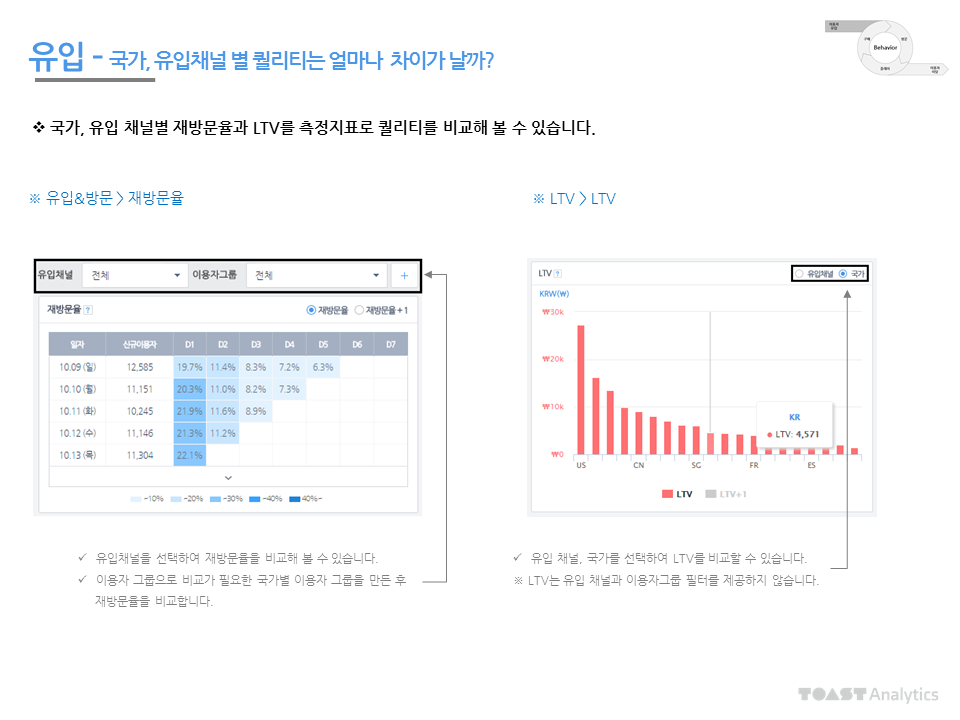 유입 - 국가, 유입채널 별 퀄리티는 얼마나 차이가 날까?
Behavior
❖ 국가, 유입 채널별 재방문율과 LTV를 측정지표로 퀄리티를 비교해 볼 수 있습니다.
※ 유입&방문 > 재방문율
※ LTV > LTV
유입채널 전체 이용자그룹 전체 +
재방문율 ? 재방문율 재방문율+1
일자 신규이용자 D1 D2 D3 D4 D5 D6 D7
10.09 (일) 12,585 19.7% 11.4% 8.3% 7.2% 6.3%
10.10 (월) 11,151 20.3% 11.0% 8.2% 7.3%
10.11 (화) 10,245 21.9% 11.6% 8.9%
10.12 (수) 11,146 21.3% 11.2%
10.13 (목) 11,304 22.1%
~10% ~20% ~30% ~40% 40%~
LTV ? 유입채널 국가
KRW(₩)
₩30k
₩20k
₩10k
₩0
KR
LTV: 4,571
US CN SG FR ES
LTV LTV+1
✓ 유입채널을 선택하여 재방문율을 비교해 볼 수 있습니다.
✓ 이용자 그룹으로 비교가 필요한 국가별 이용자 그룹을 만든 후
재방문율을 비교합니다.
✓ 유입 채널, 국가를 선택하여 LTV를 비교할 수 있습니다.
※ LTV는 유입 채널과 이용자그룹 필터를 제공하지 않습니다.
TOAST Analytics